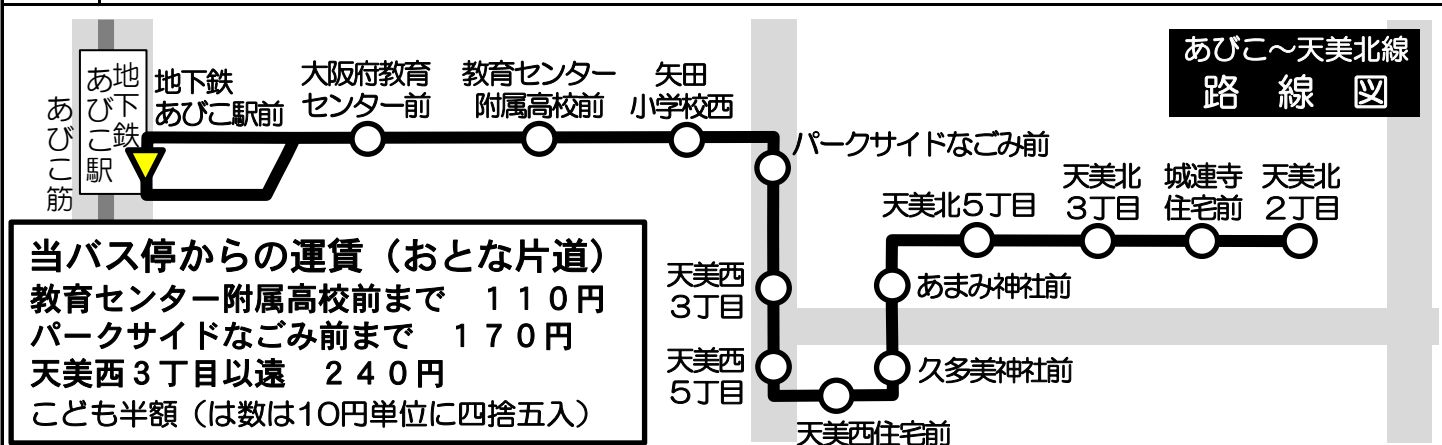 あびこ～天美北線
路線図
あびこ筋
地下鉄
あびこ駅
地下鉄
あびこ駅前
大阪府教育
センター前
教育センター
附属高校前
矢田
小学校西
パークサイドなごみ前
天美西
３丁目
天美西
５丁目
天美西住宅前
久多美神社前
あまみ神社前
天美北５丁目
天美北
３丁目
城連寺
住宅前
天美北
２丁目
当バス停からの運賃（おとな片道）
教育センター附属高校前まで　１１０円
パークサイドなごみ前まで　１７０円
天美西３丁目以遠　２４０円
こども半額（は数は10円単位に四捨五入）